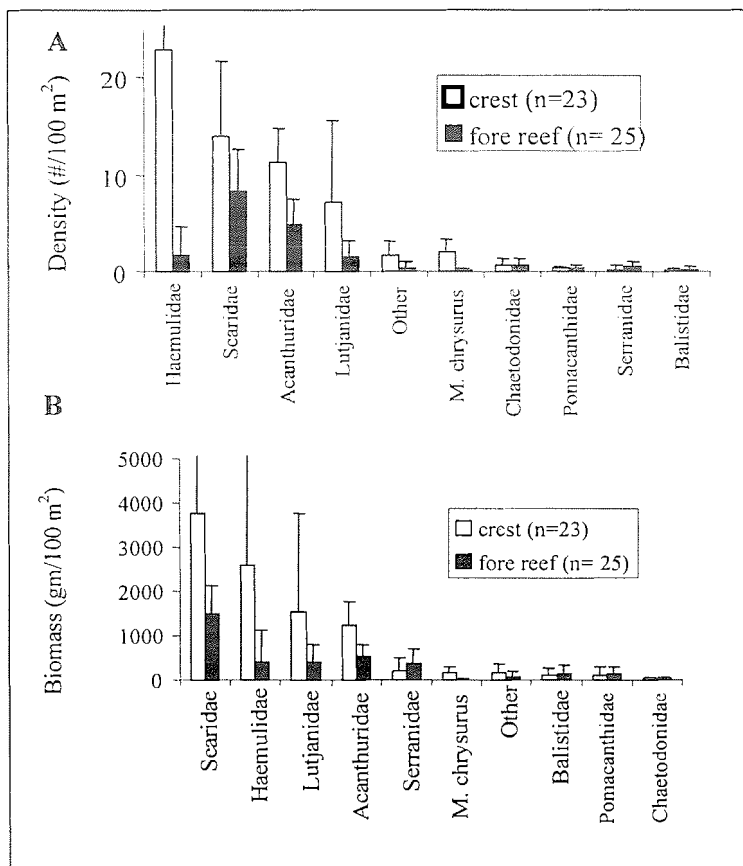 A
Density (#/100 m²)
20
10
0
crest (n=23)
fore reef (n= 25)
Haemulidae
Scaridae
Acanthuridae
Lutjanidae
Other
M. chrysurus
Chaetodonidae
Pomacanthidae
Serranidae
Balistidae
B
Biomass (gm/100 m²)
5000
4000
3000
2000
1000
0
crest (n=23)
fore reef (n= 25)
Scaridae
Haemulidae
Lutjanidae
Acanthuridae
Serranidae
M. chrysurus
Other
Balistidae
Pomacanthidae
Chaetodonidae